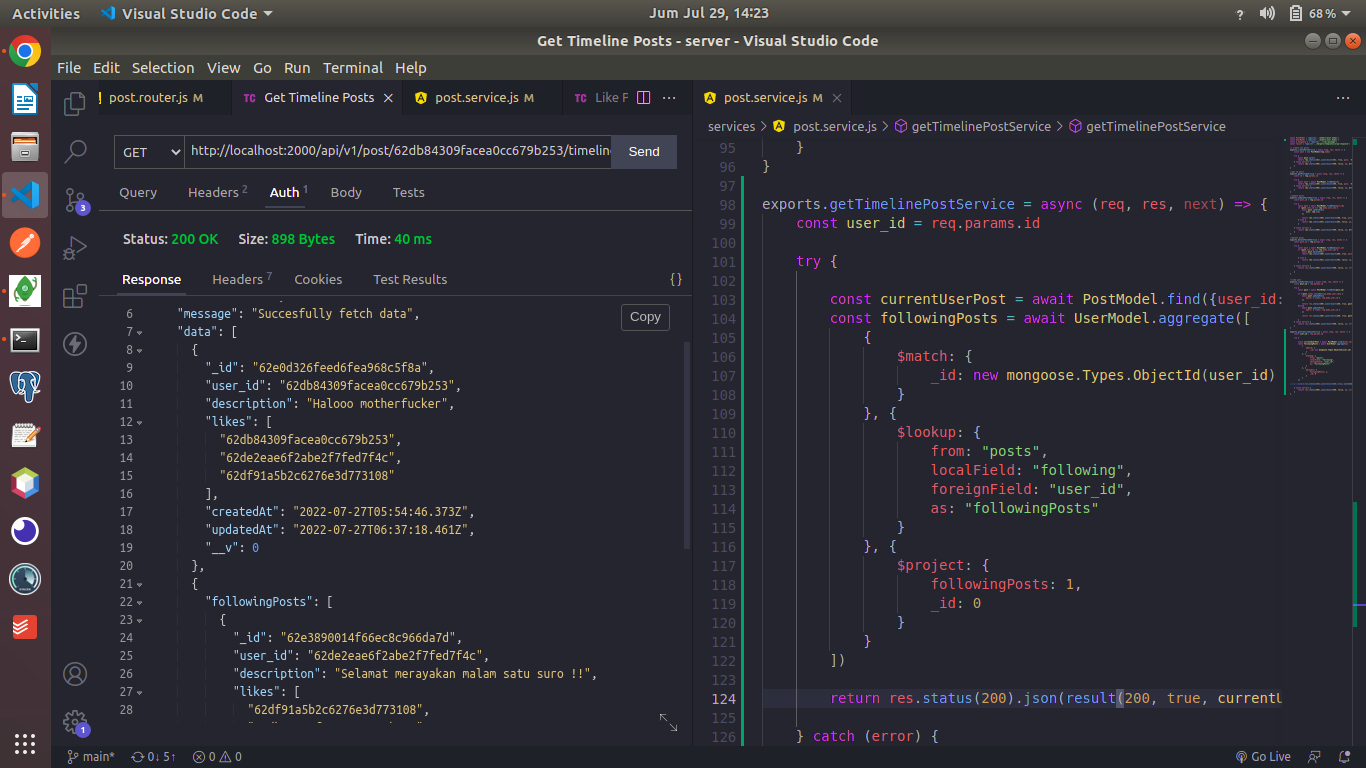 Activities Visual Studio Code Jum Jul 29, 14:23 ? 68 %
Get Timeline Posts - server - Visual Studio Code
File Edit Selection View Go Run Terminal Help
! post.router.js M TC Get Timeline Posts post.service.js M TC Like F ···
post.service.js M ···
services > post.service.js > getTimelinePostService > getTimelinePostService
GET http://localhost:2000/api/v1/post/62db84309facea0cc679b253/timelin Send
Query Headers 2 Auth 1 Body Tests
Status: 200 OK Size: 898 Bytes Time: 40 ms
Response Headers 7 Cookies Test Results {}
Copy
6 "message": "Succesfully fetch data",
7 "data": [
8 {
9 "_id": "62e0d326feed6fea968c5f8a",
10 "user_id": "62db84309facea0cc679b253",
11 "description": "Halooo motherfucker",
12 "likes": [
13 "62db84309facea0cc679b253",
14 "62de2eae6f2abe2f7fed7f4c",
15 "62df91a5b2c6276e3d773108"
16 ],
17 "createdAt": "2022-07-27T05:54:46.373Z",
18 "updatedAt": "2022-07-27T06:37:18.461Z",
19 "__v": 0
20 },
21 {
22 "followingPosts": [
23 {
24 "_id": "62e3890014f66ec8c966da7d",
25 "user_id": "62de2eae6f2abe2f7fed7f4c",
26 "description": "Selamat merayakan malam satu suro !!",
27 "likes": [
28 "62df91a5b2c6276e3d773108",
95 }
96 }
97
98 exports.getTimelinePostService = async (req, res, next) => {
99 const user_id = req.params.id
100
101 try {
102
103 const currentUserPost = await PostModel.find({user_id:
104 const followingPosts = await UserModel.aggregate([
105 {
106 $match: {
107 _id: new mongoose.Types.ObjectId(user_id)
108 }
109 }, {
110 $lookup: {
111 from: "posts",
112 localField: "following",
113 foreignField: "user_id",
114 as: "followingPosts"
115 }
116 }, {
117 $project: {
118 followingPosts: 1,
119 _id: 0
120 }
121 }
122 ])
123
124 return res.status(200).json(result(200, true, currentU
125
126 } catch (error) {
3
1
main* 0↓ 5↑ 0 0 Go Live